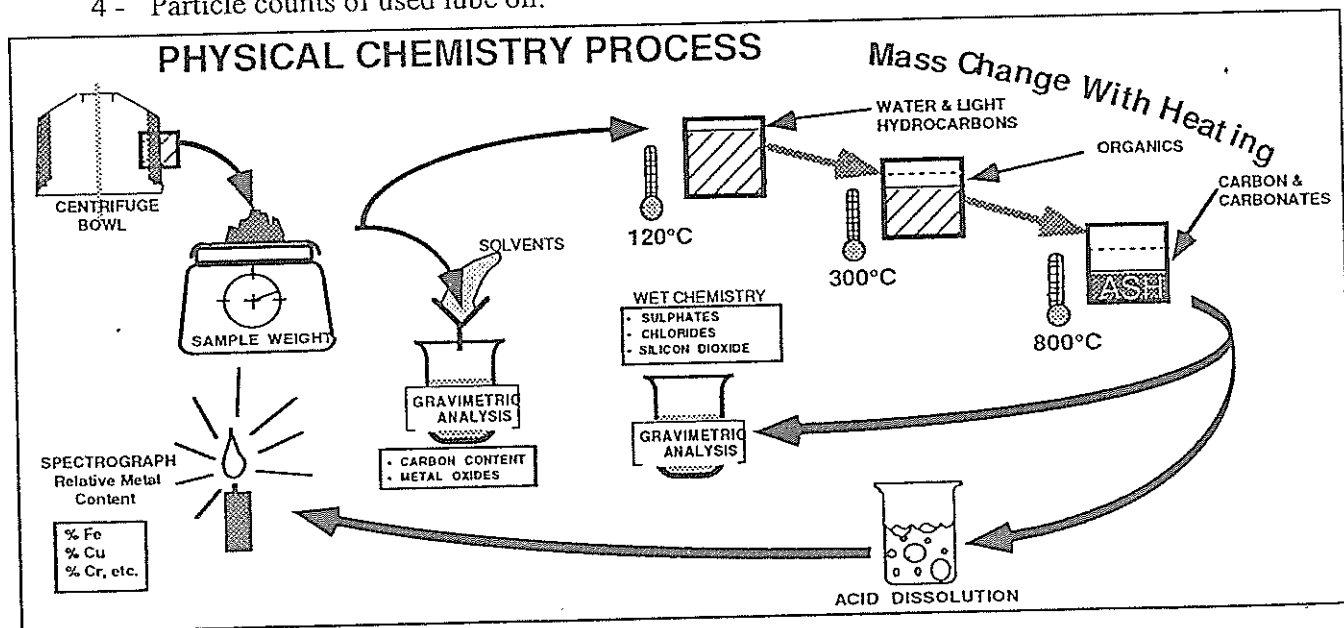 4 - Particle counts of used lube oil.
PHYSICAL CHEMISTRY PROCESS
Mass Change With Heating
CENTRIFUGE
BOWL
SAMPLE WEIGHT
SOLVENTS
GRAVIMETRIC
ANALYSIS
• CARBON CONTENT
• METAL OXIDES
120°C
WATER & LIGHT
HYDROCARBONS
300°C
ORGANICS
800°C
CARBON &
CARBONATES
ASH
WET CHEMISTRY
• SULPHATES
• CHLORIDES
• SILICON DIOXIDE
GRAVIMETRIC
ANALYSIS
ACID DISSOLUTION
SPECTROGRAPH
Relative Metal
Content
% Fe
% Cu
% Cr, etc.